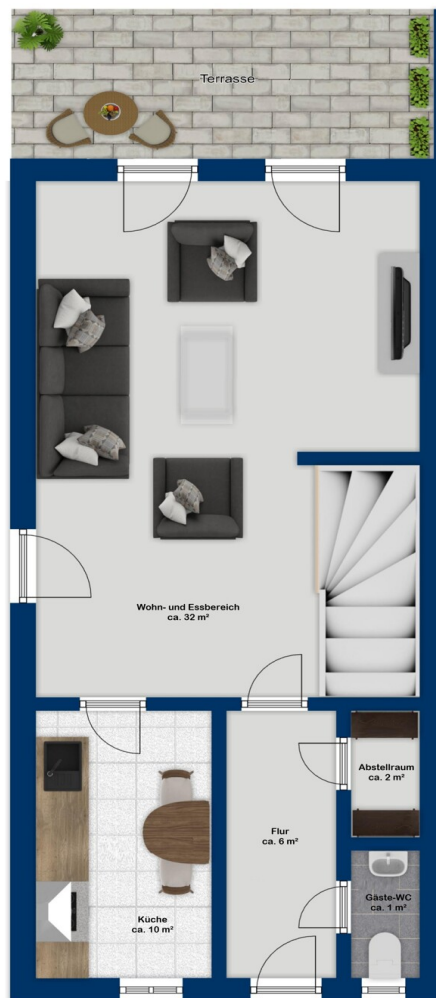 Terrasse
Wohn- und Essbereich
ca. 32 m²
Abstellraum
ca. 2 m²
Flur
ca. 6 m²
Gäste-WC
ca. 1 m²
Küche
ca. 10 m²